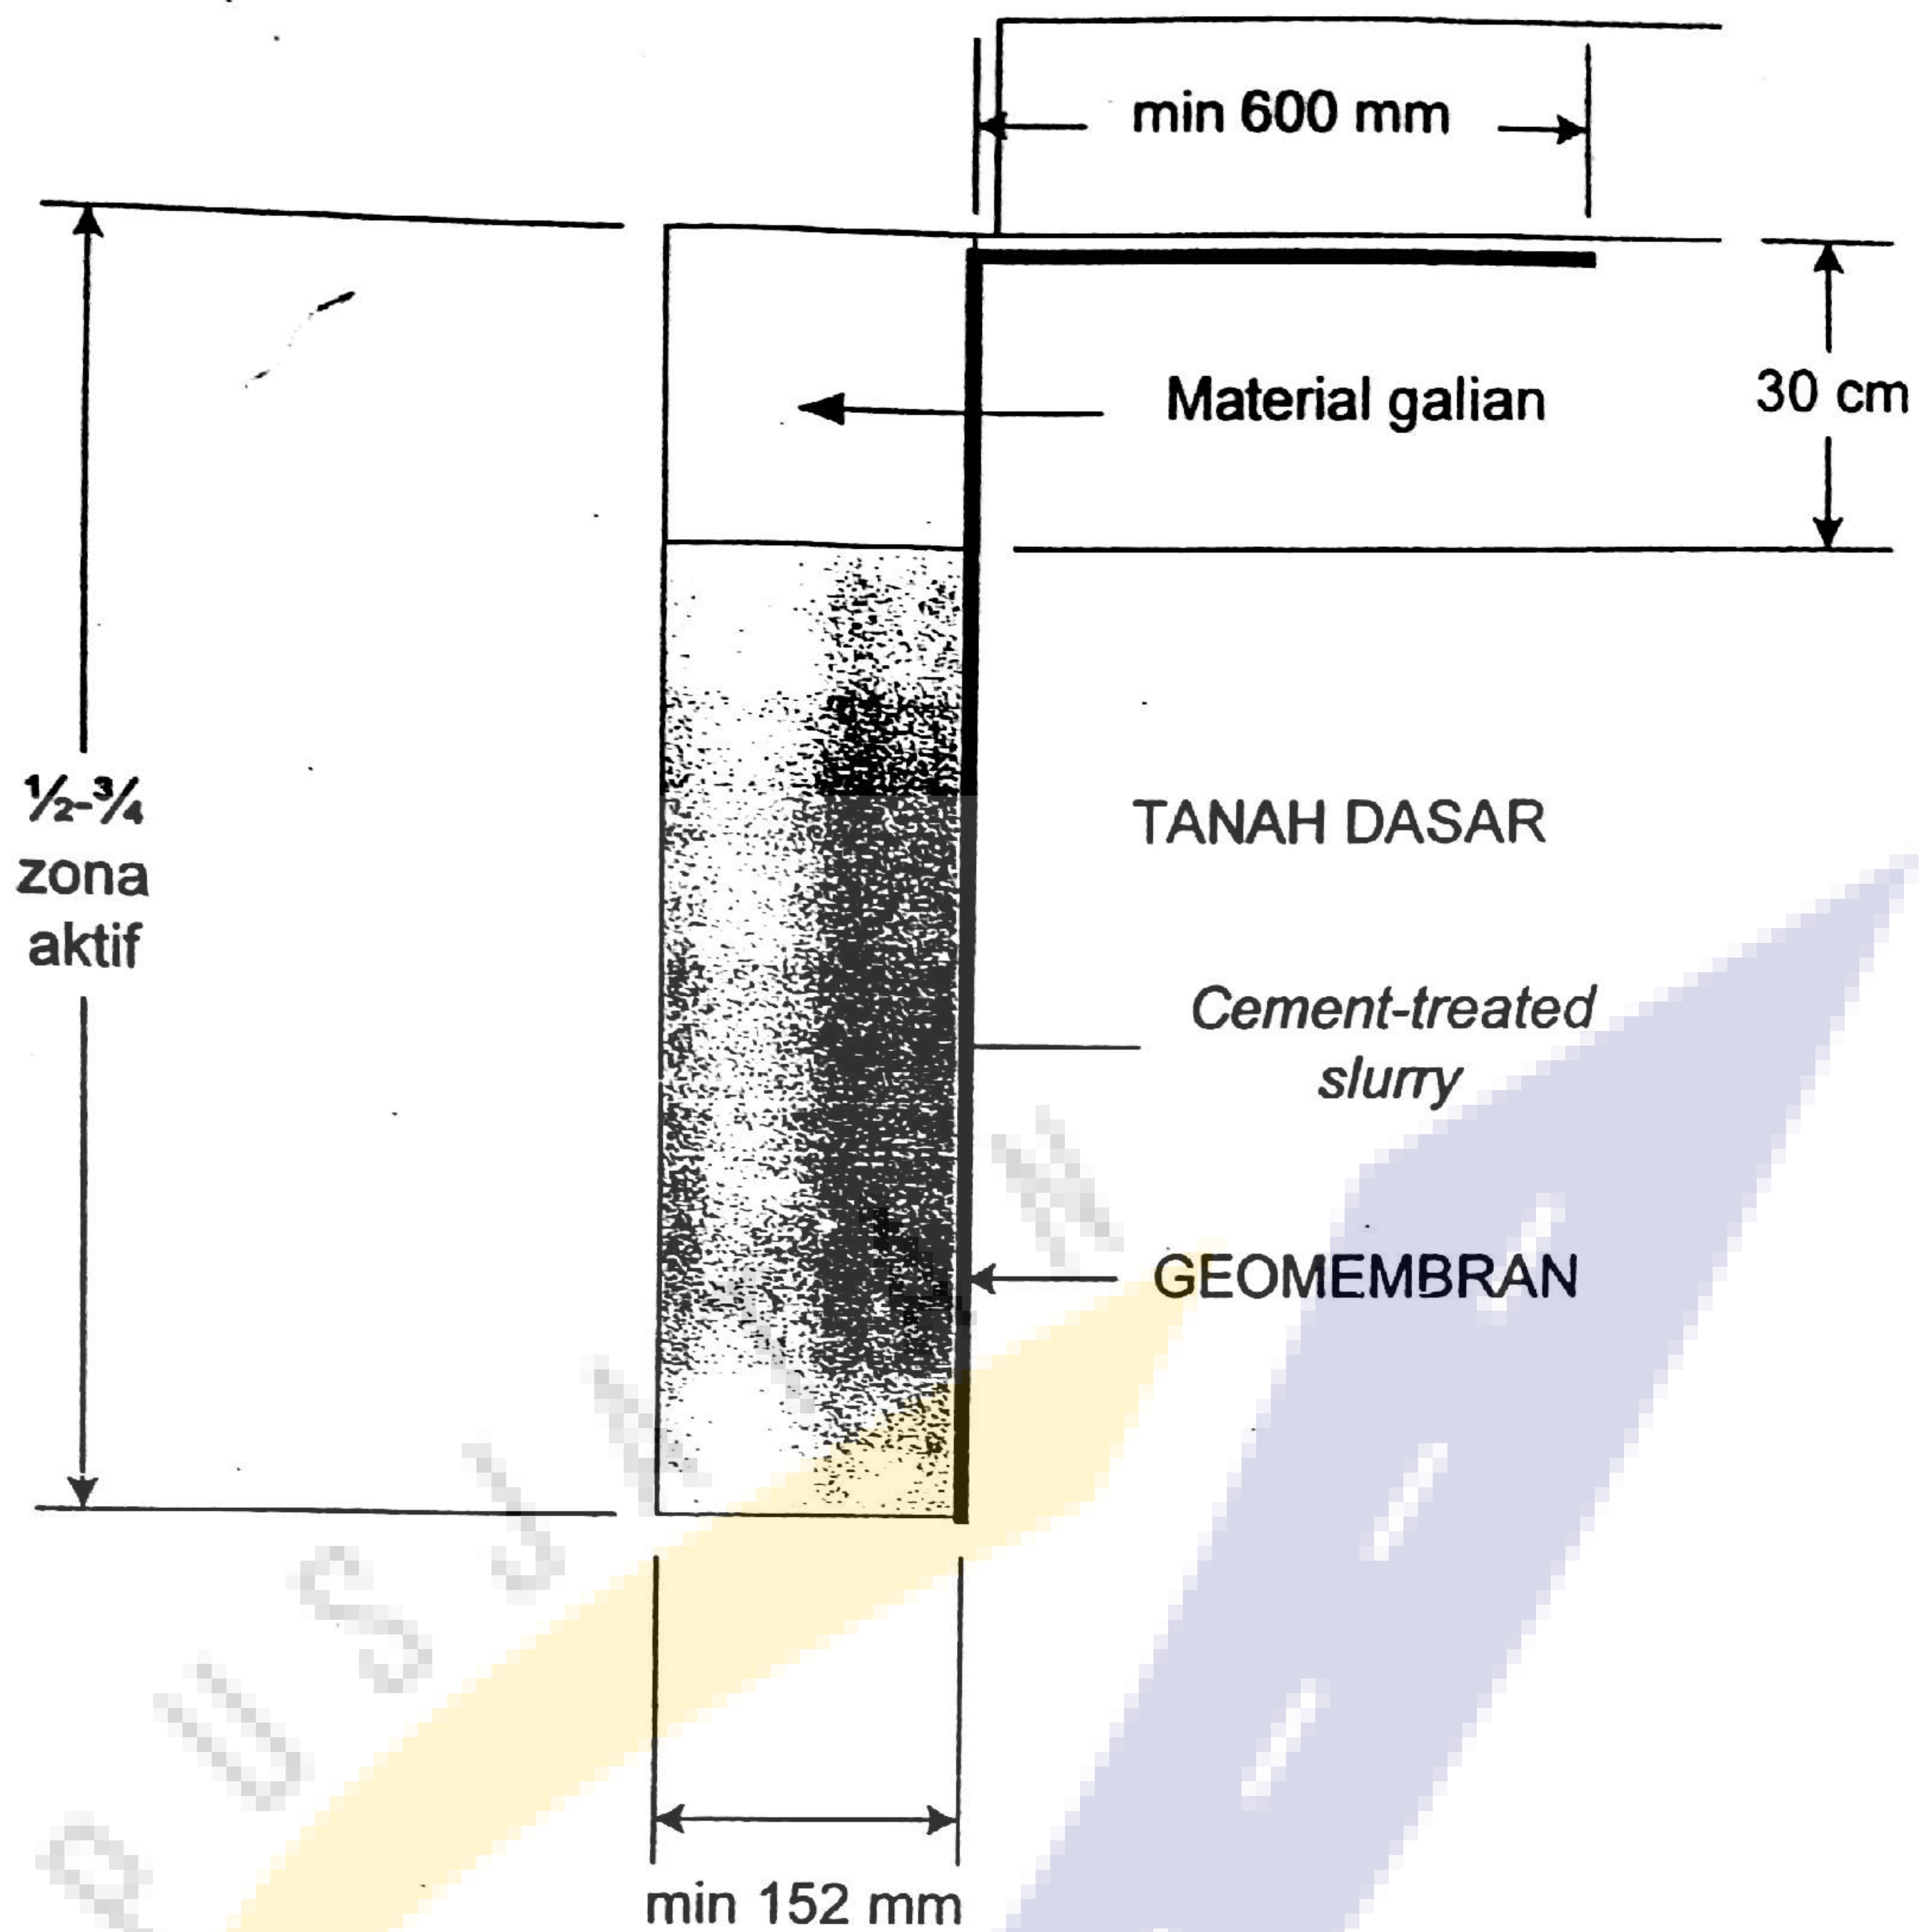 min 600 mm
Material galian
30 cm
½-¾
zona
aktif
TANAH DASAR
Cement-treated
slurry
GEOMEMBRAN
min 152 mm
PUSJATAN